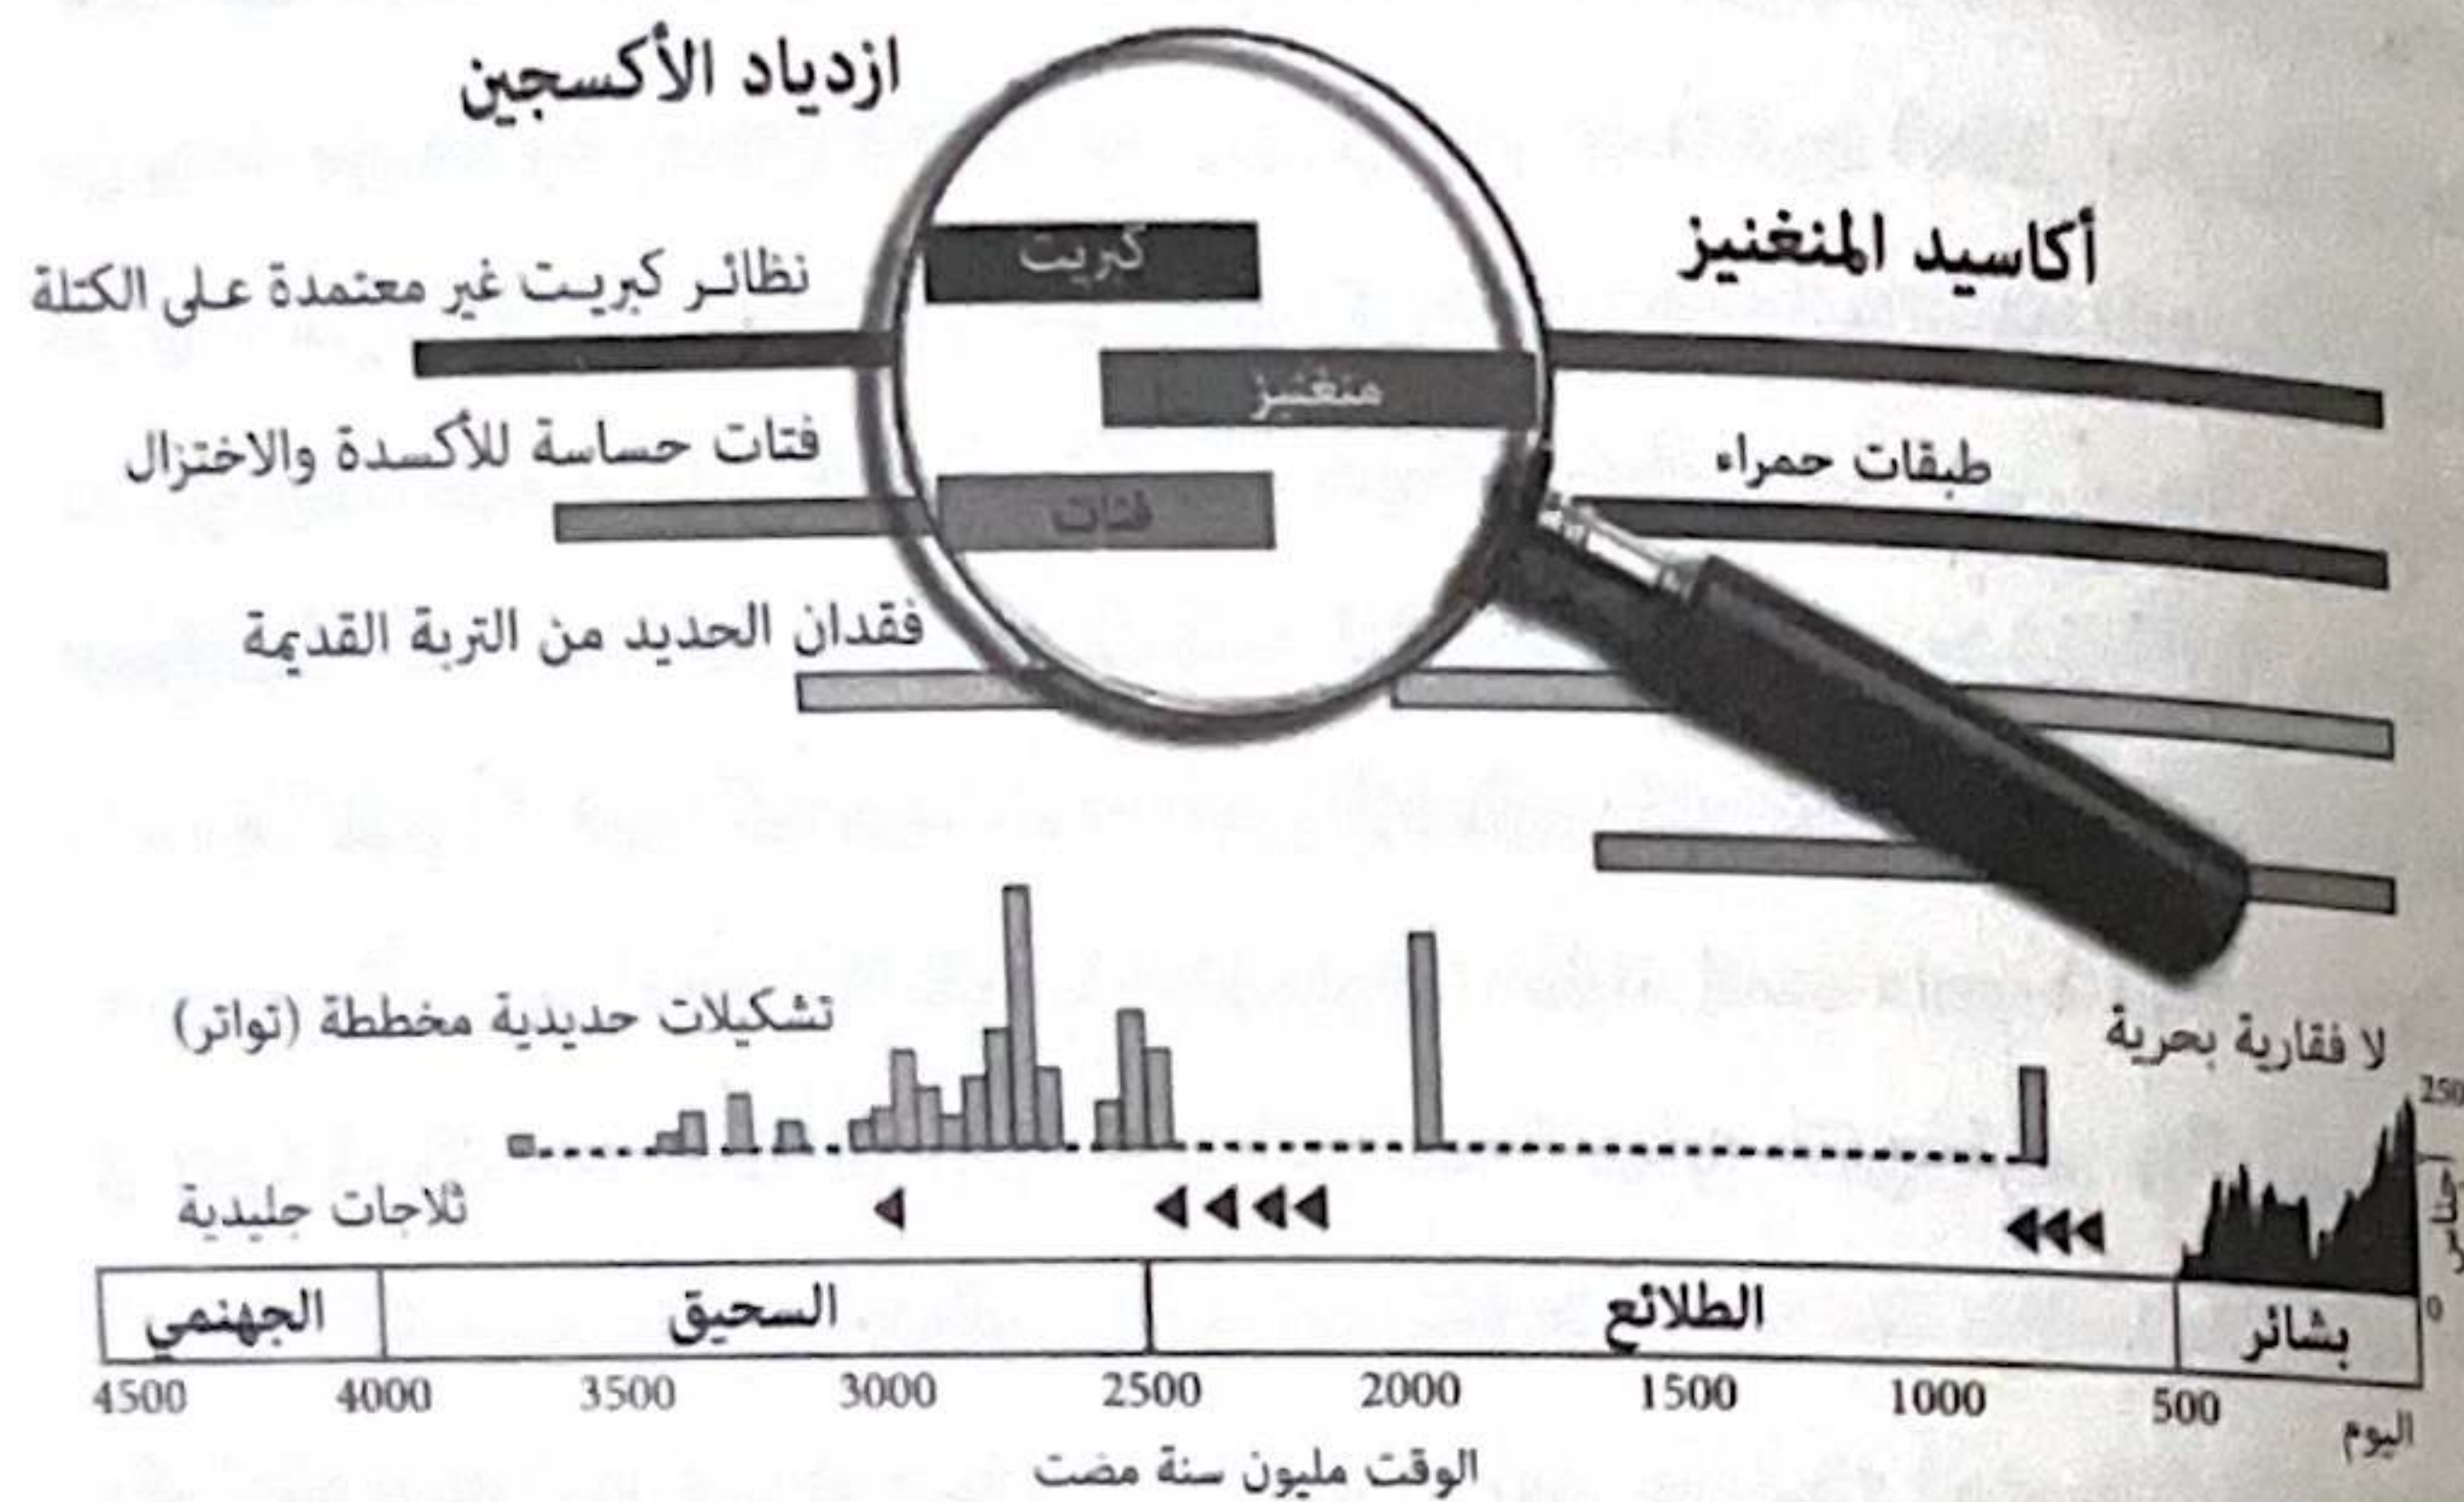 ازدياد الأكسجين
كبريت
أكاسيد المنغنيز
نظائر كبريت غير معتمدة على الكتلة
منغنيز
فتات حساسة للأكسدة والاختزال
طبقات حمراء
فتات
فقدان الحديد من التربة القديمة
تشكيلات حديدية مخططة (تواتر)
لا فقارية بحرية
250
أجناس
0
ثلاجات جليدية
الجهنمي السحيق الطلائع بشائر
4500 4000 3500 3000 2500 2000 1500 1000 500 اليوم
الوقت مليون سنة مضت